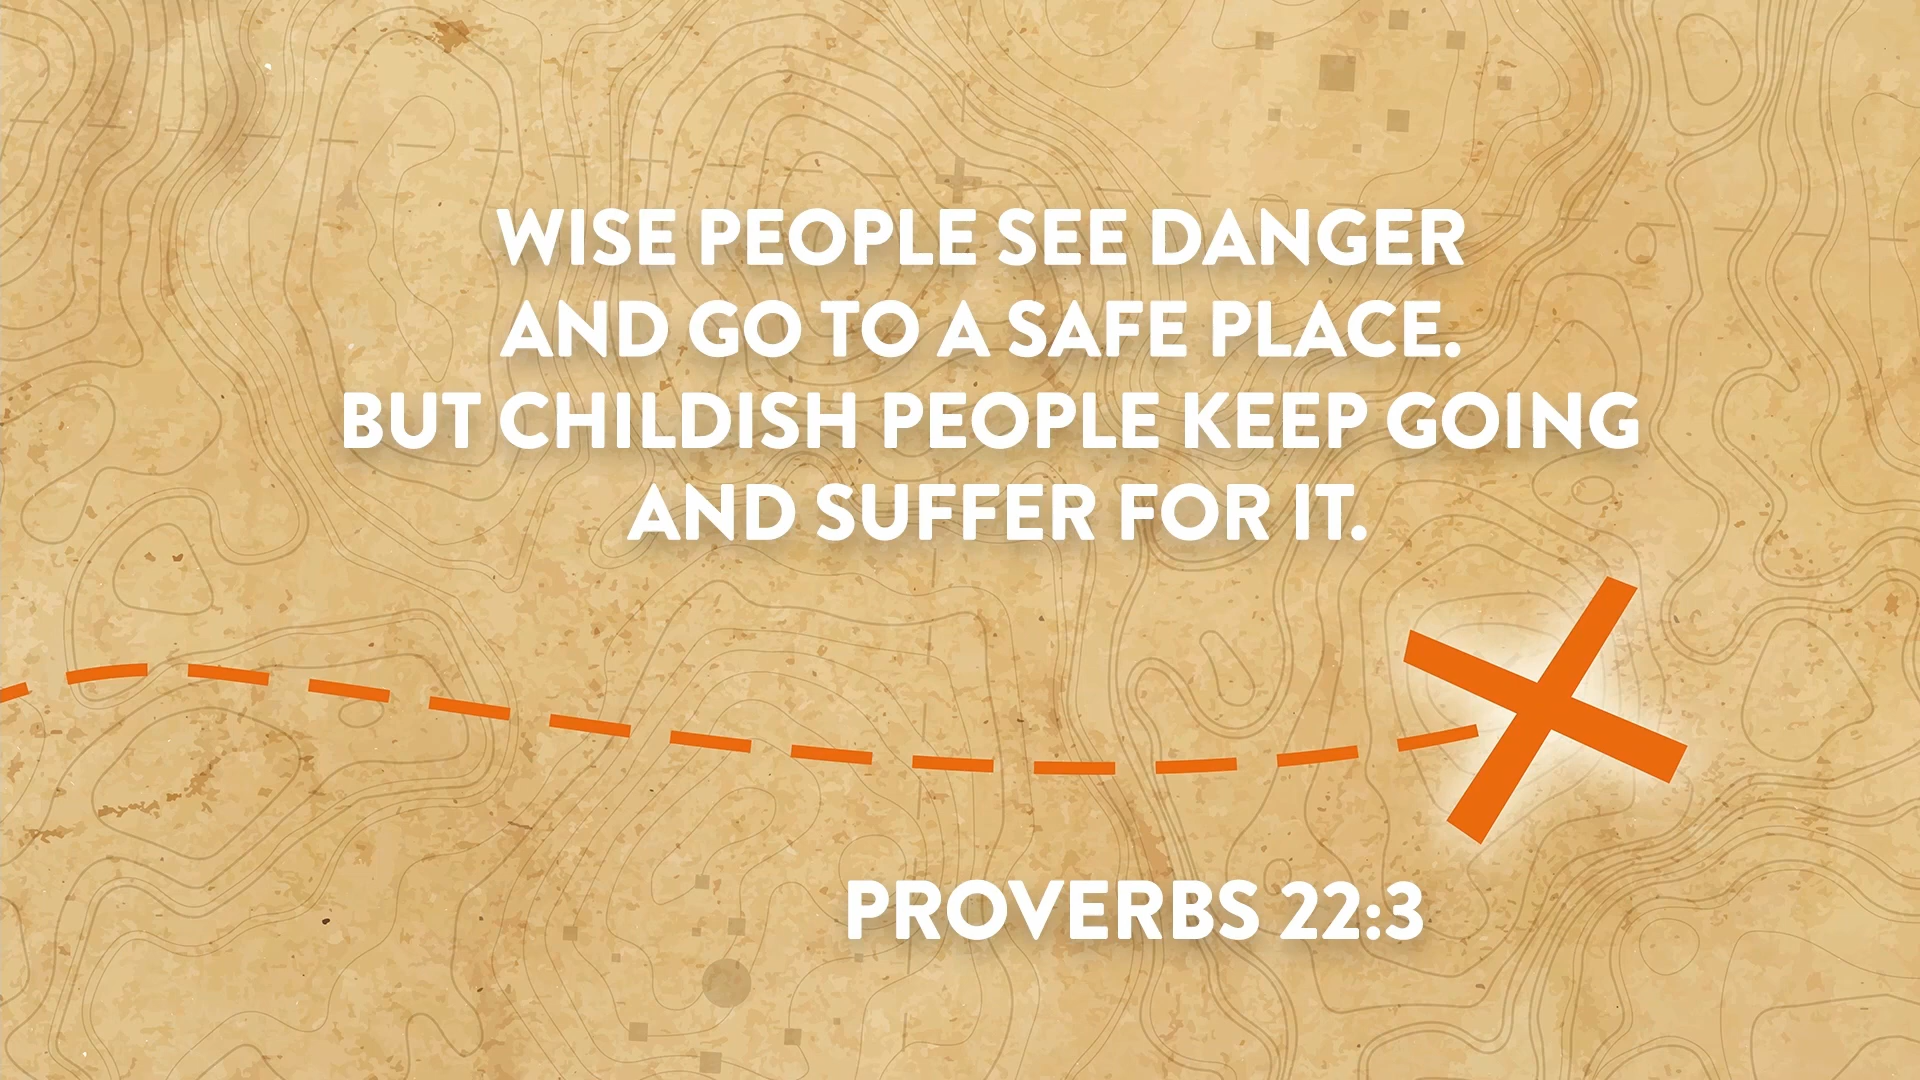 WISE PEOPLE SEE DANGER
AND GO TO A SAFE PLACE.
BUT CHILDISH PEOPLE KEEP GOING
AND SUFFER FOR IT.
PROVERBS 22:3